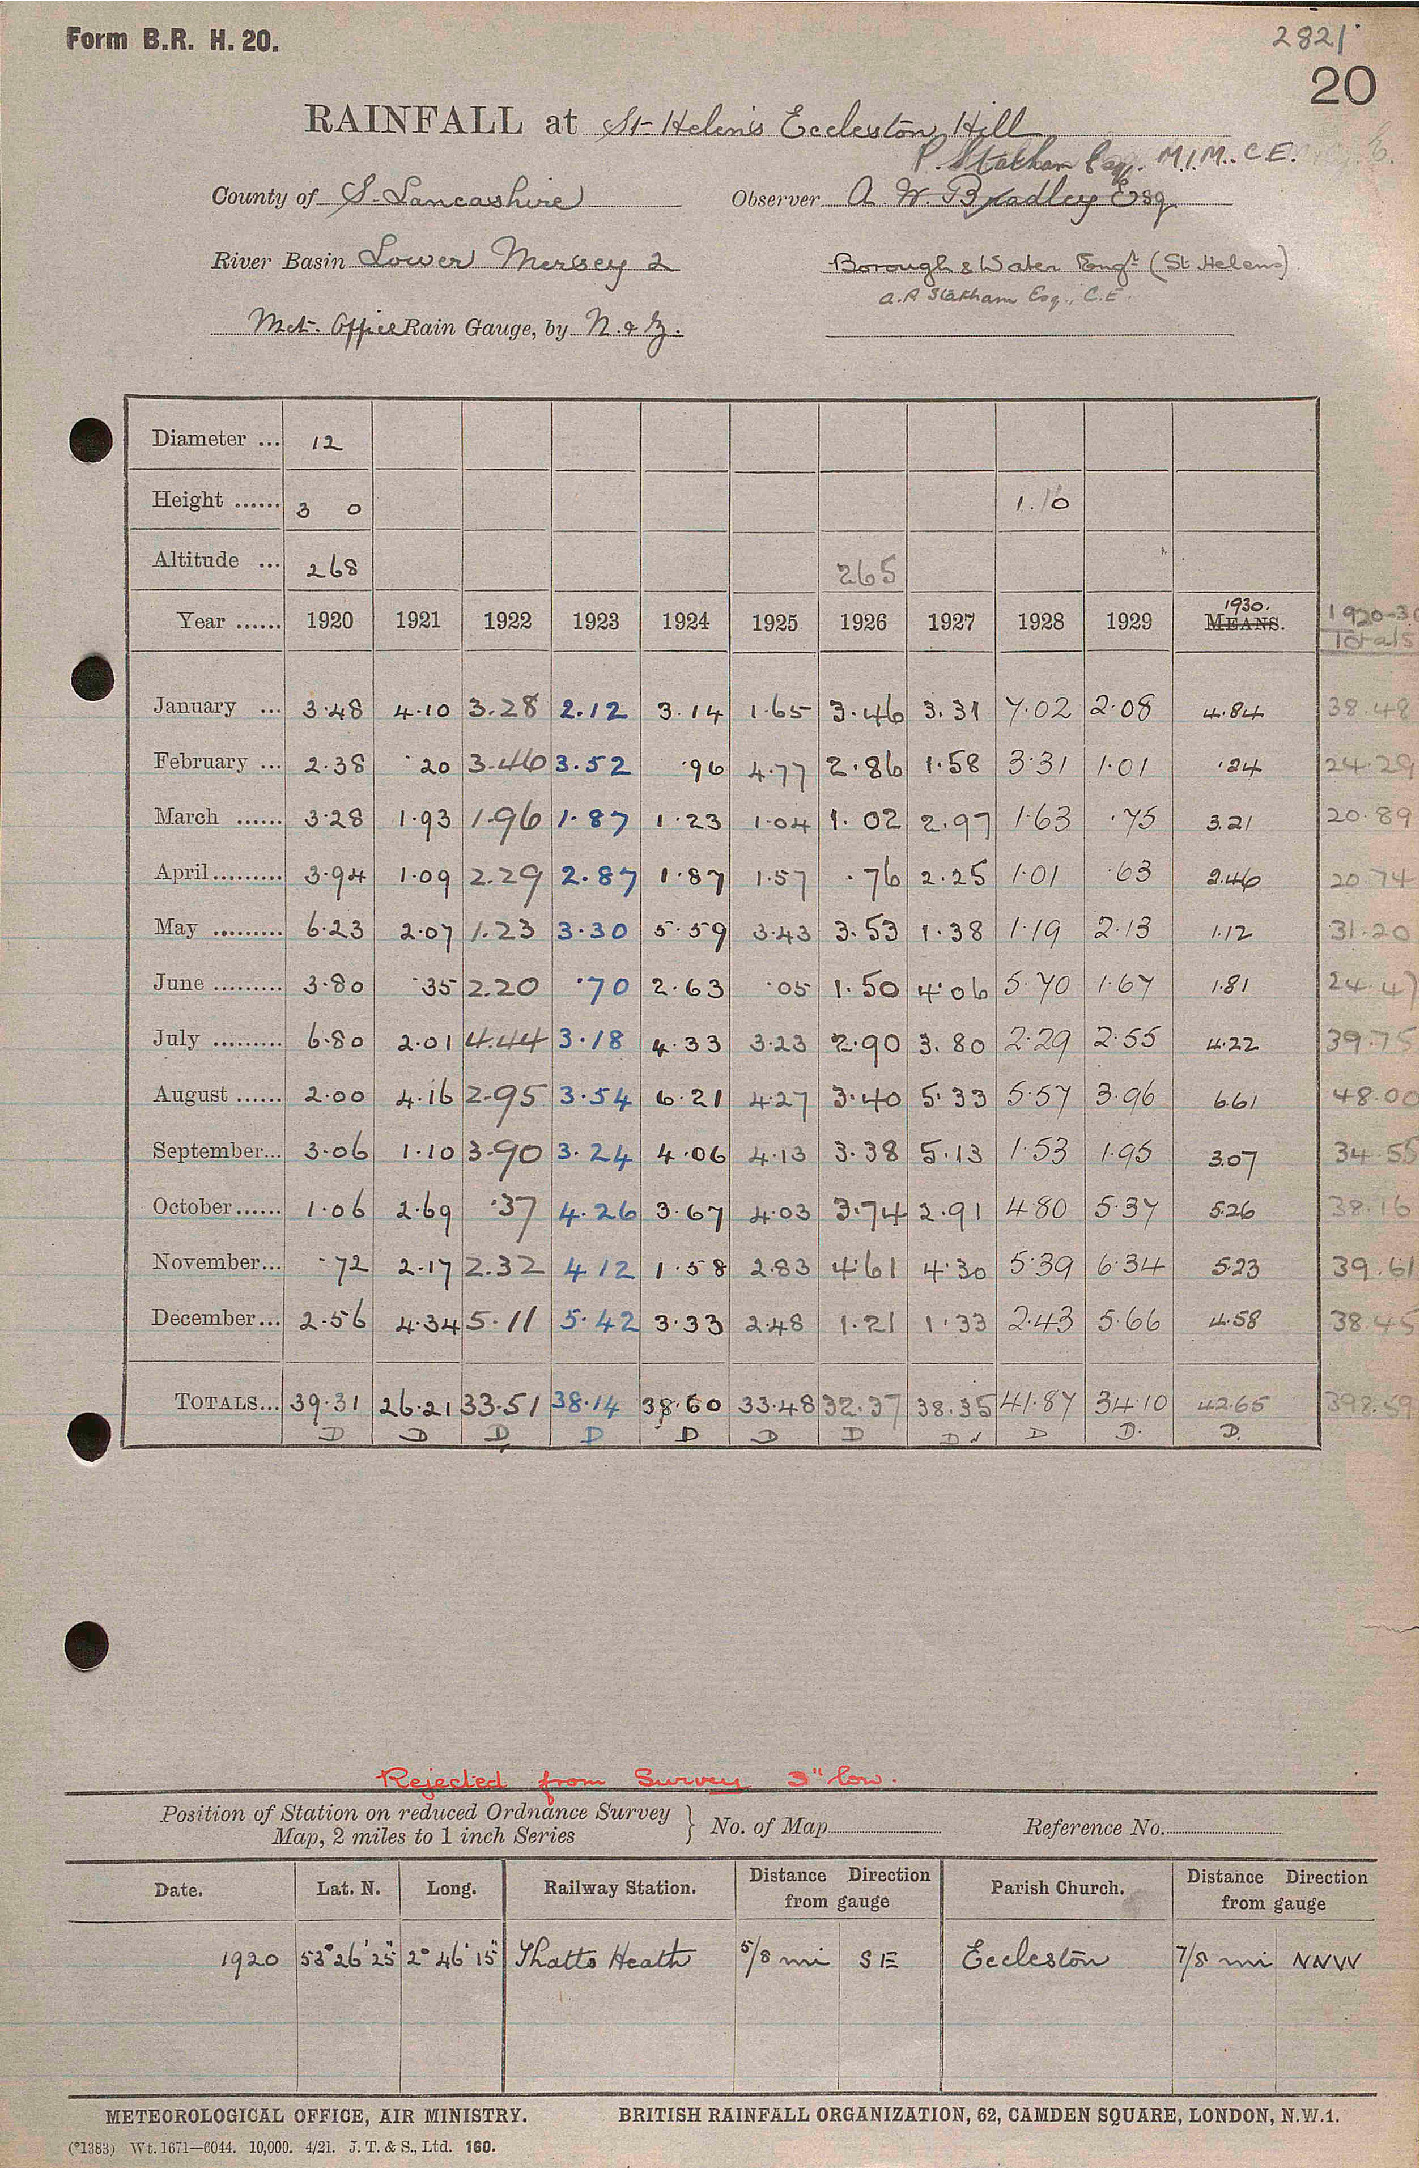 Form B.R. H. 20.
2821
20
RAINFALL at St Helens Eccleston Hill
P. Statham Esq. M.I.M.C.E.
County of S. Lancashire Observer A W Bradley Esq
River Basin Lower Mersey 2 Borough & Water Engr (St Helens)
A.P Statham Esq., C.E.
Met. Office Rain Gauge, by N. & Z.
Diameter ... 12
Height ...... 3 0 1.10
Altitude ... 268 265
Year ...... 1920 1921 1922 1923 1924 1925 1926 1927 1928 1929 1930. MEANS. 1920-30 Totals
January ... 3.48 4.10 3.28 2.12 3.14 1.65 3.46 3.31 7.02 2.08 4.84 38.48
February ... 2.38 .20 3.46 3.52 .96 4.77 2.86 1.58 3.31 1.01 .24 24.29
March ...... 3.28 1.93 1.96 1.87 1.23 1.04 1.02 2.97 1.63 .75 3.21 20.89
April ......... 3.94 1.09 2.29 2.87 1.87 1.57 .76 2.25 1.01 .63 2.46 20.74
May ......... 6.23 2.07 1.23 3.30 5.59 3.43 3.53 1.38 1.19 2.13 1.12 31.20
June ......... 3.80 .35 2.20 .70 2.63 .05 1.50 4.06 5.70 1.67 1.81 24.47
July ......... 6.80 2.01 4.44 3.18 4.33 3.23 2.90 3.80 2.29 2.55 4.22 39.75
August ...... 2.00 4.16 2.95 3.54 6.21 4.27 3.40 5.33 5.57 3.96 6.61 48.00
September... 3.06 1.10 3.90 3.24 4.06 4.13 3.38 5.13 1.53 1.95 3.07 34.55
October ...... 1.06 2.69 .37 4.26 3.67 4.03 3.74 2.91 4.80 5.37 5.26 38.16
November... .72 2.17 2.32 4.12 1.58 2.83 4.61 4.30 5.39 6.34 5.23 39.61
December... 2.56 4.34 5.11 5.42 3.33 2.48 1.21 1.33 2.43 5.66 4.58 38.45
TOTALS... 39.31 26.21 33.51 38.14 38.60 33.48 32.37 38.35 41.87 34.10 42.65 398.59
D D D D D D D D D D. D.
Rejected from Survey 3" low.
Position of Station on reduced Ordnance Survey
Map, 2 miles to 1 inch Series } No. of Map Reference No.
Date. Lat. N. Long. Railway Station. Distance Direction from gauge Parish Church. Distance Direction from gauge
1920 53° 26' 25" 2° 46' 15" Thatto Heath 5/8 mi SE Eccleston 7/8 mi NNW
METEOROLOGICAL OFFICE, AIR MINISTRY. BRITISH RAINFALL ORGANIZATION, 62, CAMDEN SQUARE, LONDON, N.W.1.
(*1383) Wt. 1671—6044. 10,000. 4/21. J. T. & S., Ltd. 160.